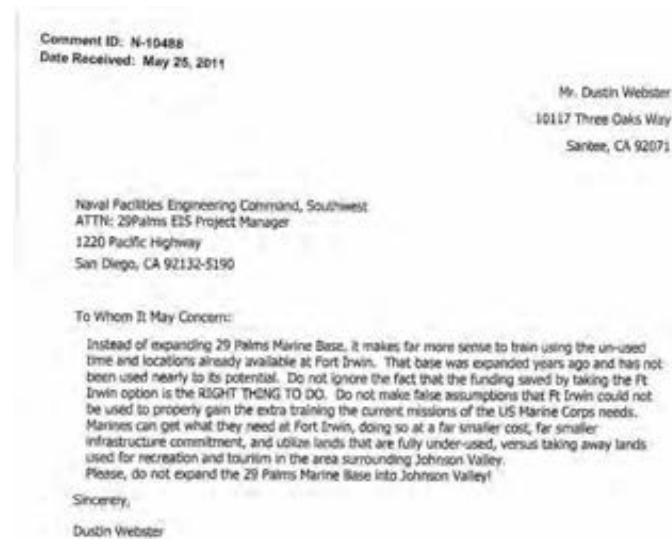 Comment ID: N-10488
Date Received: May 25, 2011
Mr. Dustin Webster
10117 Three Oaks Way
Santee, CA 92071
Naval Facilities Engineering Command, Southwest
ATTN: 29Palms EIS Project Manager
1220 Pacific Highway
San Diego, CA 92132-5190
To Whom It May Concern:
Instead of expanding 29 Palms Marine Base, it makes far more sense to train using the un-used
time and locations already available at Fort Irwin. That base was expanded years ago and has not
been used nearly to its potential. Do not ignore the fact that the funding saved by taking the Ft
Irwin option is the RIGHT THING TO DO. Do not make false assumptions that Ft Irwin could not
be used to properly gain the extra training the current missions of the US Marine Corps needs.
Marines can get what they need at Fort Irwin, doing so at a far smaller cost, far smaller
infrastructure commitment, and utilize lands that are fully under-used, versus taking away lands
used for recreation and tourism in the area surrounding Johnson Valley.
Please, do not expand the 29 Palms Marine Base into Johnson Valley!
Sincerely,
Dustin Webster